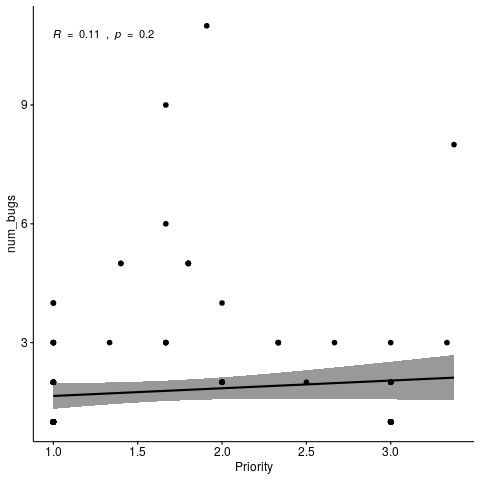 R = 0.11 , p = 0.2
9
6
3
num_bugs
1.0 1.5 2.0 2.5 3.0
Priority